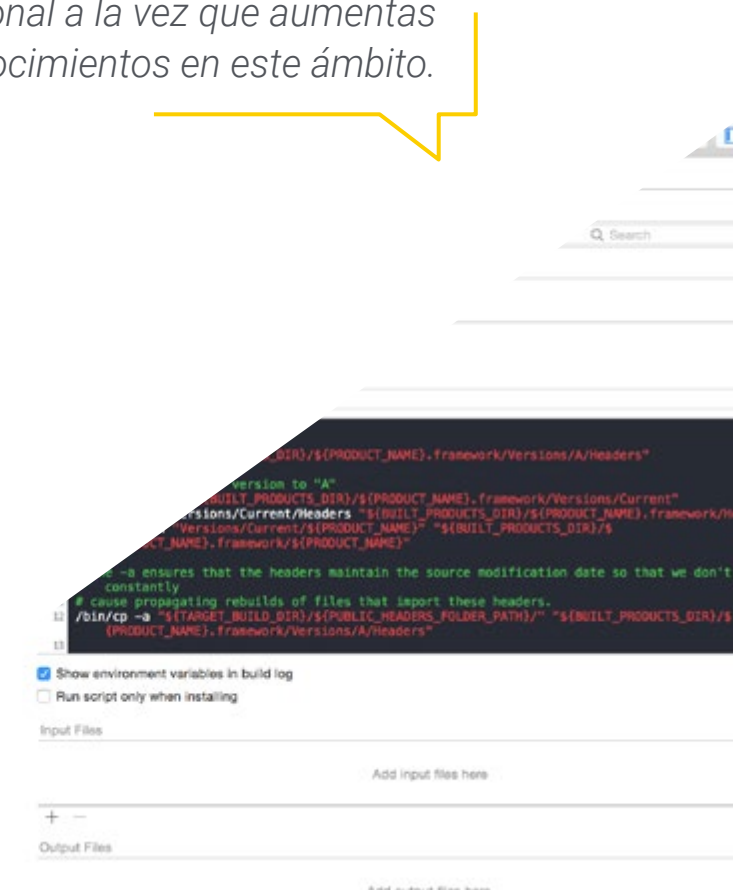 onal a la vez que aumentas
ocimientos en este ámbito.
Search
_DIR}/${PRODUCT_NAME}.framework/Versions/A/Headers"
version to "A"
BUILT_PRODUCTS_DIR}/${PRODUCT_NAME}.framework/Versions/Current"
rsions/Current/Headers "${BUILT_PRODUCTS_DIR}/${PRODUCT_NAME}.framework/H
"Versions/Current/${PRODUCT_NAME}" "${BUILT_PRODUCTS_DIR}/$
CT_NAME}.framework/${PRODUCT_NAME}"
-a ensures that the headers maintain the source modification date so that we don't
constantly
# cause propagating rebuilds of files that import these headers.
12 /bin/cp -a "${TARGET_BUILD_DIR}/${PUBLIC_HEADERS_FOLDER_PATH}/" "${BUILT_PRODUCTS_DIR}/$
{PRODUCT_NAME}.framework/Versions/A/Headers"
13
Show environment variables in build log
Run script only when installing
Input Files
Add input files here
+ −
Output Files
Add output files here